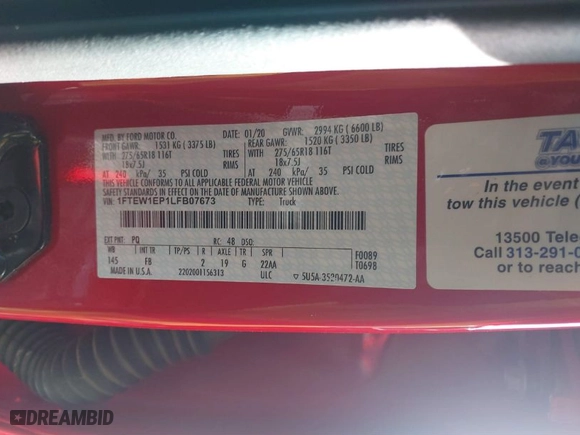 MFD. BY FORD MOTOR CO.
DATE: 01/20 GVWR: 2994 KG ( 6600 LB)
FRONT GAWR: 1531 KG ( 3375 LB)
REAR GAWR: 1520 KG ( 3350 LB)
WITH 275/65R18 116T TIRES
WITH 275/65R18 116T TIRES
18x7.5J RIMS
18x7.5J RIMS
AT 240 kPa/ 35 PSI COLD
AT 240 kPa/ 35 PSI COLD
THIS VEHICLE CONFORMS TO ALL APPLICABLE FEDERAL MOTOR VEHICLE
SAFETY STANDARDS IN EFFECT ON THE DATE OF MANUFACTURE SHOWN ABOVE.
VIN: 1FTEW1EP1LFB07673
TYPE: Truck
EXT PNT: PQ RC: 48 DSO:
WB INT TR TP/PS R AXLE TR SPR
145 FB 2 19 G 22AA
F0089
T0698
MADE IN U.S.A. 2202001156313 ULC
5U5A-3520472-AA
TA
YOU
In the event
tow this vehicle (
13500 Tele
Call 313-291-0
or to reach
DREAMBID